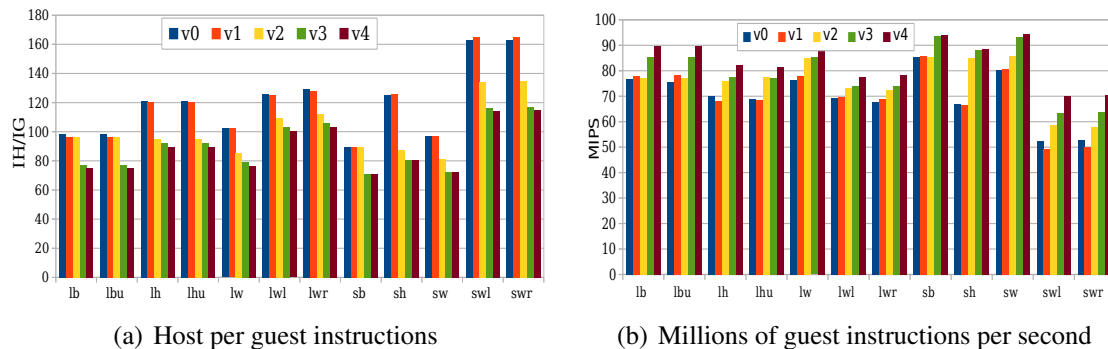 180
160
140
120
100
80
60
40
20
0
IH/IG
v0 v1 v2 v3 v4
lb lbu lh lhu lw lwl lwr sb sh sw swl swr
(a) Host per guest instructions
100
90
80
70
60
50
40
30
20
10
0
MIPS
v0 v1 v2 v3 v4
lb lbu lh lhu lw lwl lwr sb sh sw swl swr
(b) Millions of guest instructions per second